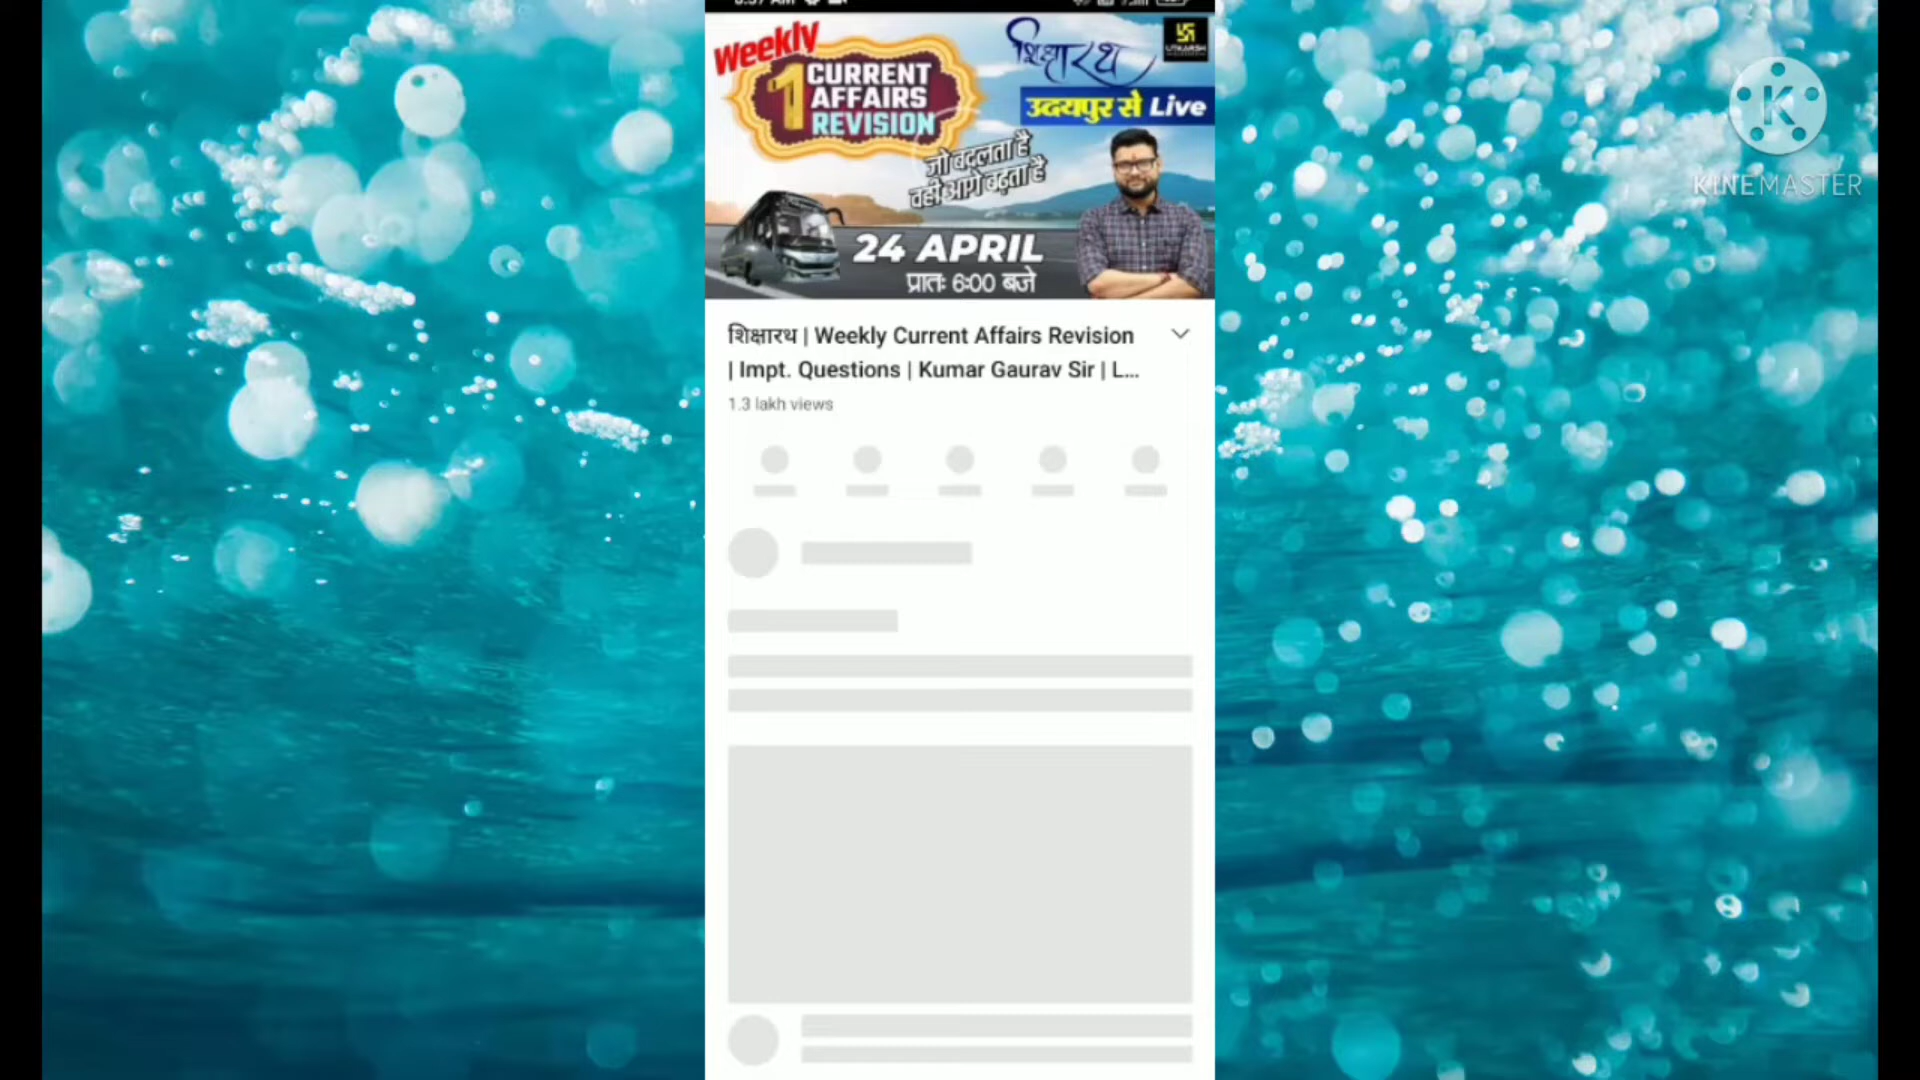 Weekly
1 CURRENT
AFFAIRS
REVISION
शिक्षारथ
UTKARSH
उदयपुर से Live
जो बदलता है
वही आगे बढ़ता है
24 APRIL
प्रातः 6:00 बजे
शिक्षारथ | Weekly Current Affairs Revision
| Impt. Questions | Kumar Gaurav Sir | L...
1.3 lakh views
K
KINEMASTER